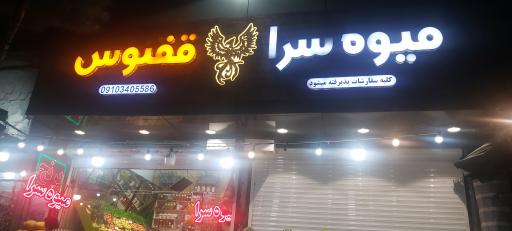 میوه سرا ققنوس
کلیه سفارشات پذیرفته میشود
09103405586
میوه سرا
میوه سرا